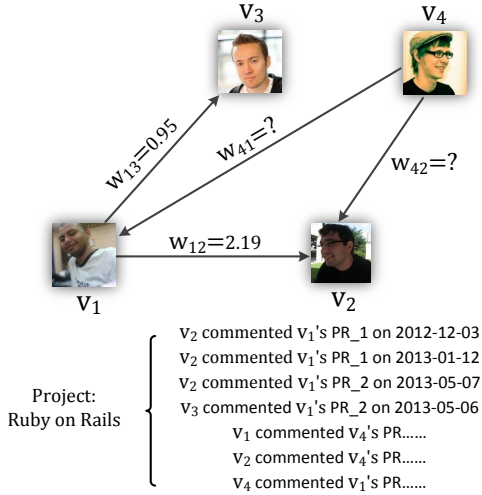 v3
v4
w13=0.95
w41=?
w42=?
w12=2.19
v1
v2
Project:
Ruby on Rails
v2 commented v1's PR_1 on 2012-12-03
v2 commented v1's PR_1 on 2013-01-12
v2 commented v1's PR_2 on 2013-05-07
v3 commented v1's PR_2 on 2013-05-06
v1 commented v4's PR......
v2 commented v4's PR......
v4 commented v1's PR......